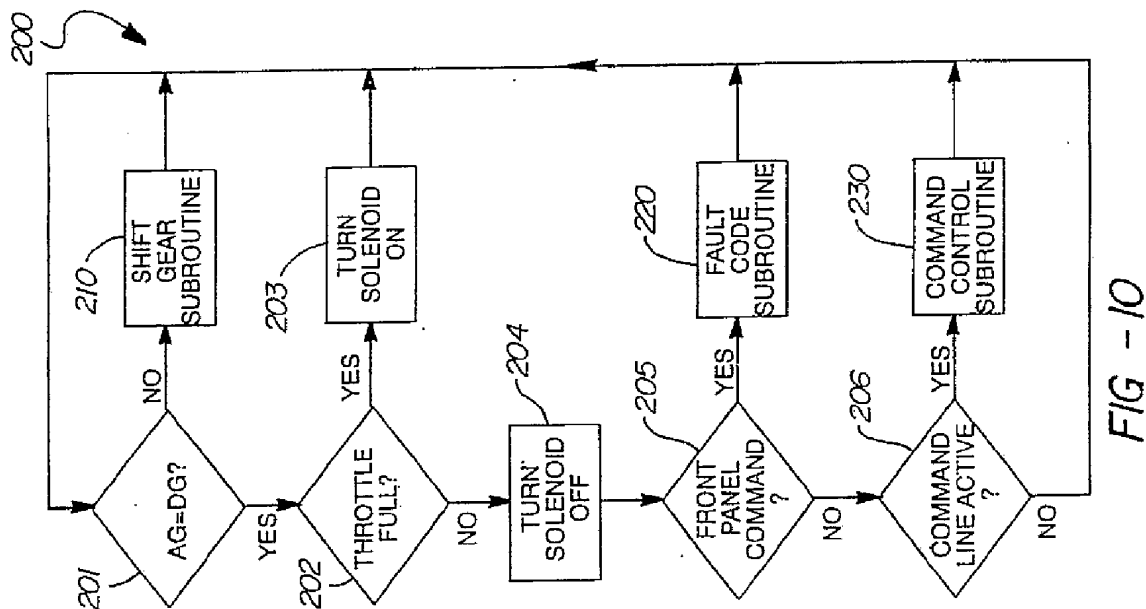 200
210
SHIFT
GEAR
SUBROUTINE
NO
AG=DG?
201
YES
203
TURN
SOLENOID
ON
YES
THROTTLE
FULL?
202
NO
204
TURN
SOLENOID
OFF
220
FAULT
CODE
SUBROUTINE
205
YES
FRONT
PANEL
COMMAND
?
NO
230
COMMAND
CONTROL
SUBROUTINE
206
YES
COMMAND
LINE ACTIVE
?
NO
FIG - 10